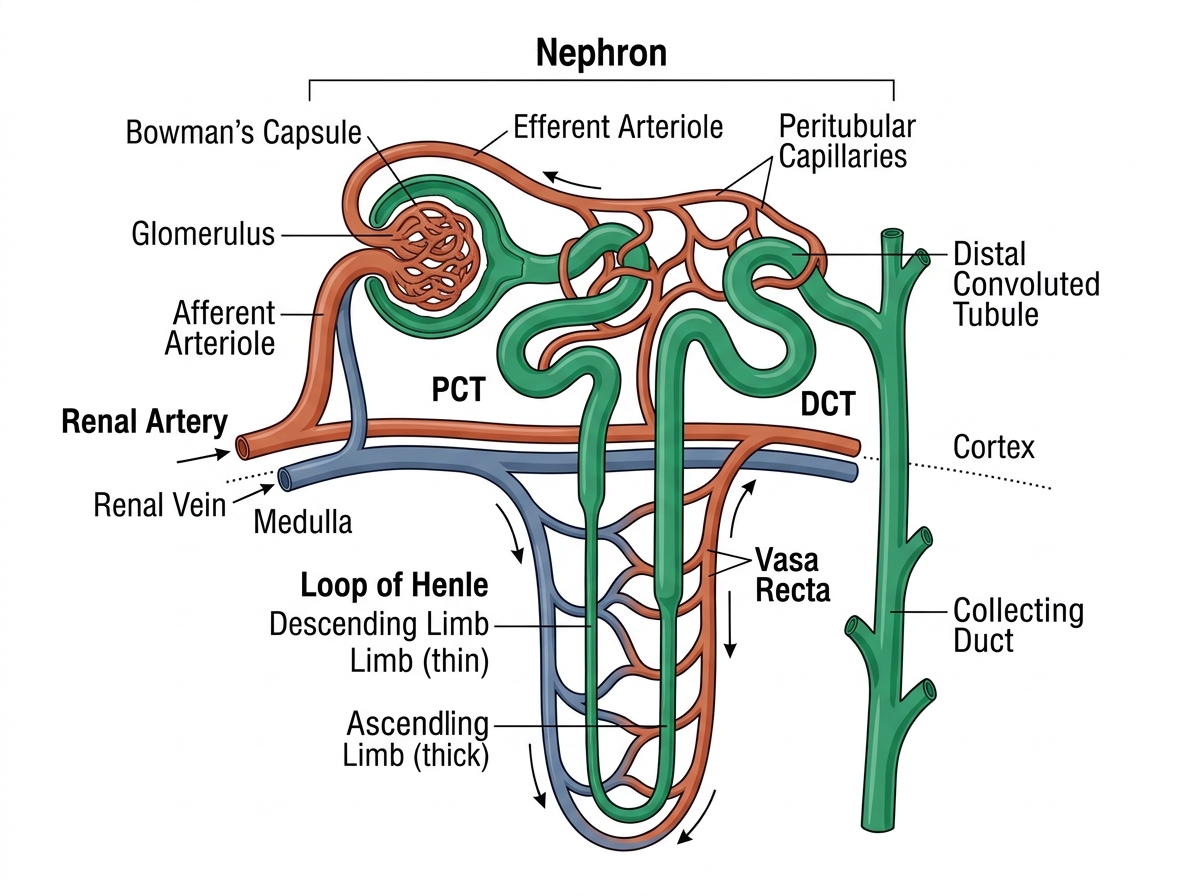 Nephron
Bowman's Capsule
Efferent Arteriole
Peritubular
Capillaries
Glomerulus
Distal
Convoluted
Tubule
Afferent
Arteriole
PCT
DCT
Renal Artery
Cortex
Renal Vein
Medulla
Vasa
Recta
Loop of Henle
Descending Limb
Limb (thin)
Collecting
Duct
Ascendling
Limb (thick)